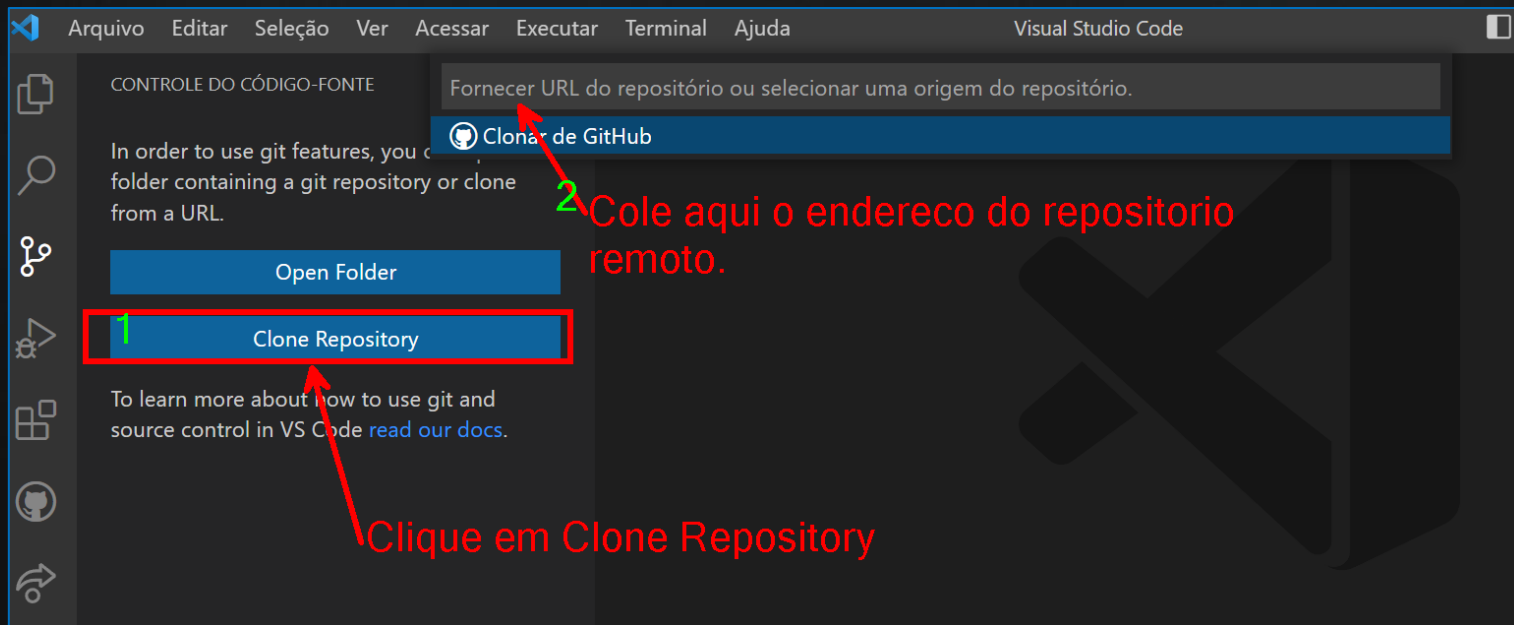 Arquivo Editar Seleção Ver Acessar Executar Terminal Ajuda Visual Studio Code
CONTROLE DO CÓDIGO-FONTE
Fornecer URL do repositório ou selecionar uma origem do repositório.
Clonar de GitHub
In order to use git features, you
folder containing a git repository or clone
from a URL.
2
Cole aqui o endereco do repositorio
remoto.
Open Folder
1
Clone Repository
To learn more about how to use git and
source control in VS Code read our docs.
Clique em Clone Repository